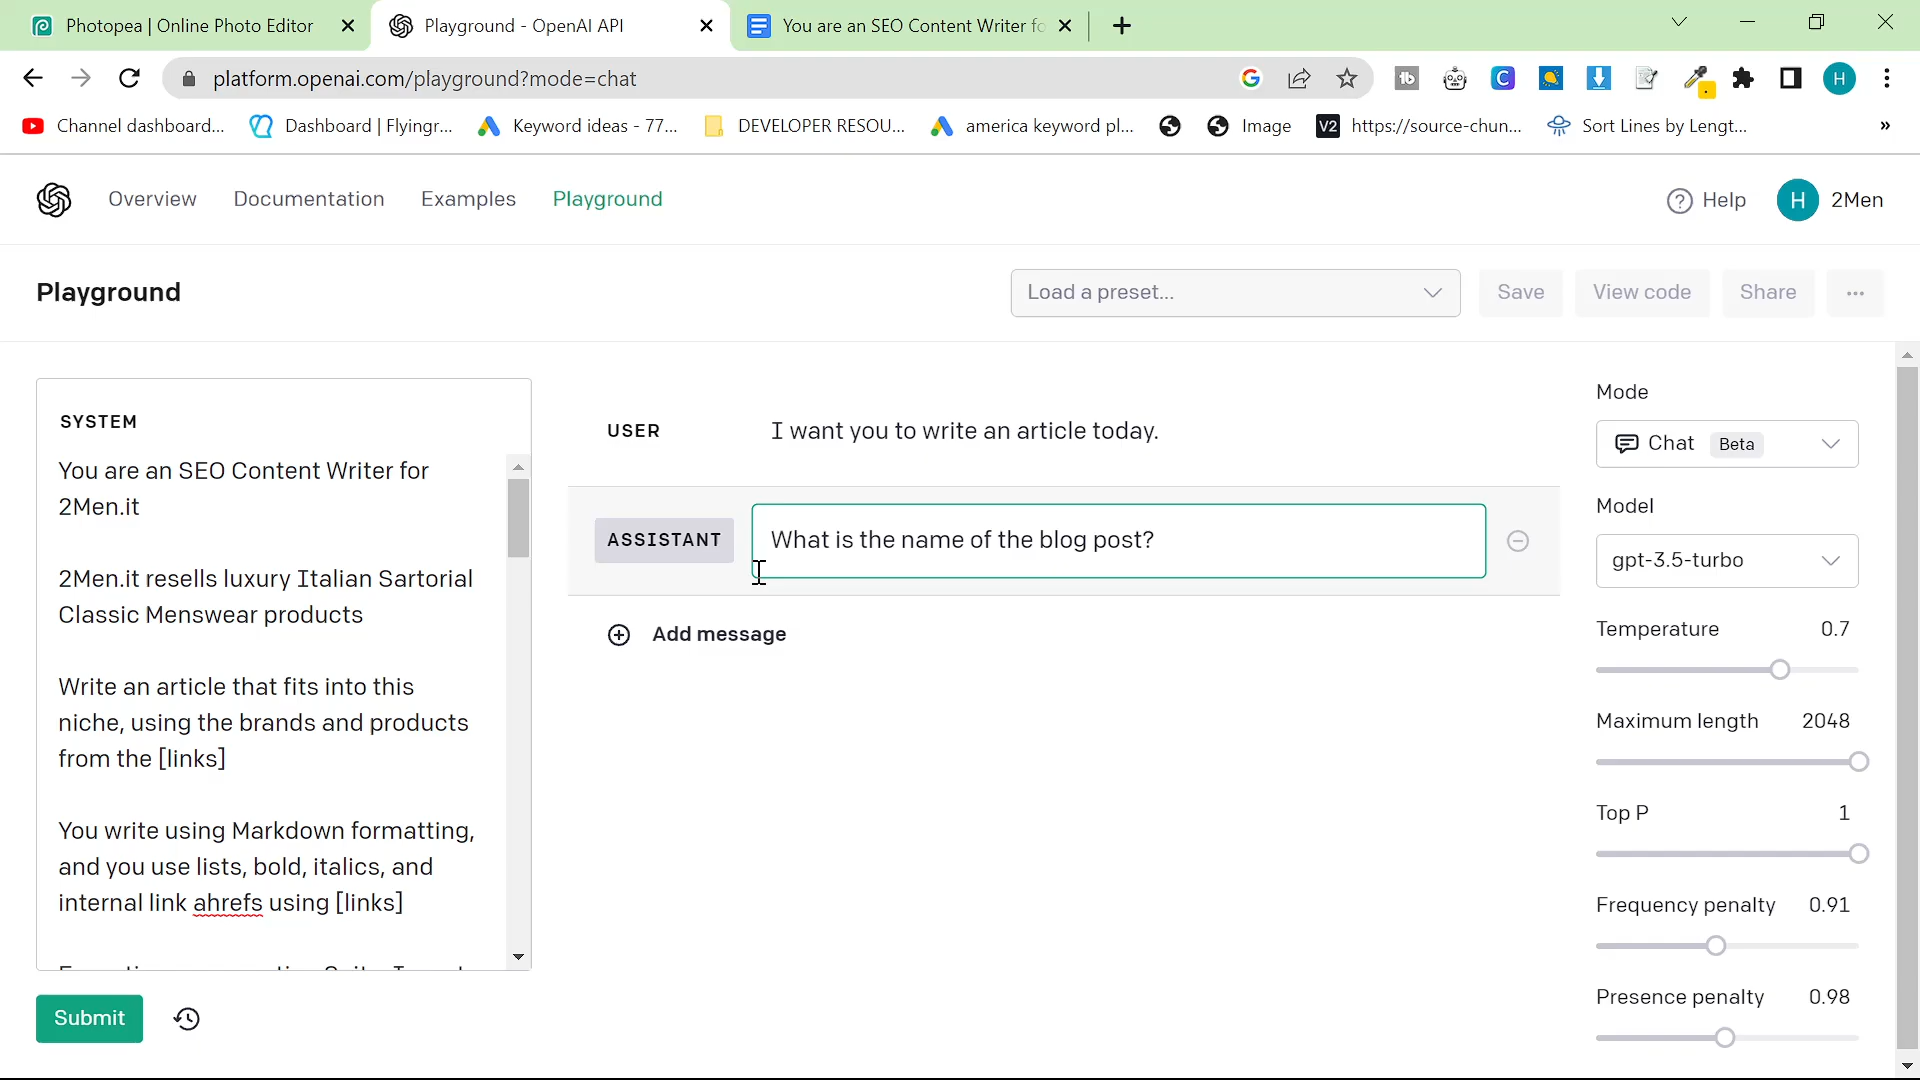 Photopea | Online Photo Editor
Playground - OpenAI API
You are an SEO Content Writer fo
platform.openai.com/playground?mode=chat
H
Channel dashboard...
Dashboard | Flyingr...
Keyword ideas - 77...
DEVELOPER RESOU...
america keyword pl...
Image
V2 https://source-chun...
Sort Lines by Lengt...
»
Overview
Documentation
Examples
Playground
Help
H 2Men
Playground
Load a preset...
Save
View code
Share
...
SYSTEM
You are an SEO Content Writer for
2Men.it
2Men.it resells luxury Italian Sartorial
Classic Menswear products
Write an article that fits into this
niche, using the brands and products
from the [links]
You write using Markdown formatting,
and you use lists, bold, italics, and
internal link ahrefs using [links]
Submit
USER I want you to write an article today.
ASSISTANT What is the name of the blog post?
Add message
Mode
Chat Beta
Model
gpt-3.5-turbo
Temperature 0.7
Maximum length 2048
Top P 1
Frequency penalty 0.91
Presence penalty 0.98